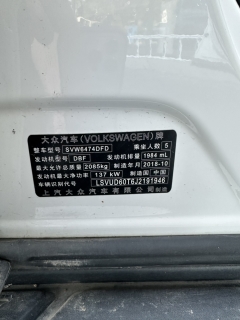 大众汽车(VOLKSWAGEN)牌
整车型号 SVW6474DFD 乘坐人数 5
发动机型号 DBF 发动机排量 1984 mL
最大允许总质量 2085kg 制造年月 2018-10
发动机最大净功率 137 kW 制造国 中国
车辆识别代号 LSVUD60T6J2191946
上汽大众汽车有限公司 制造